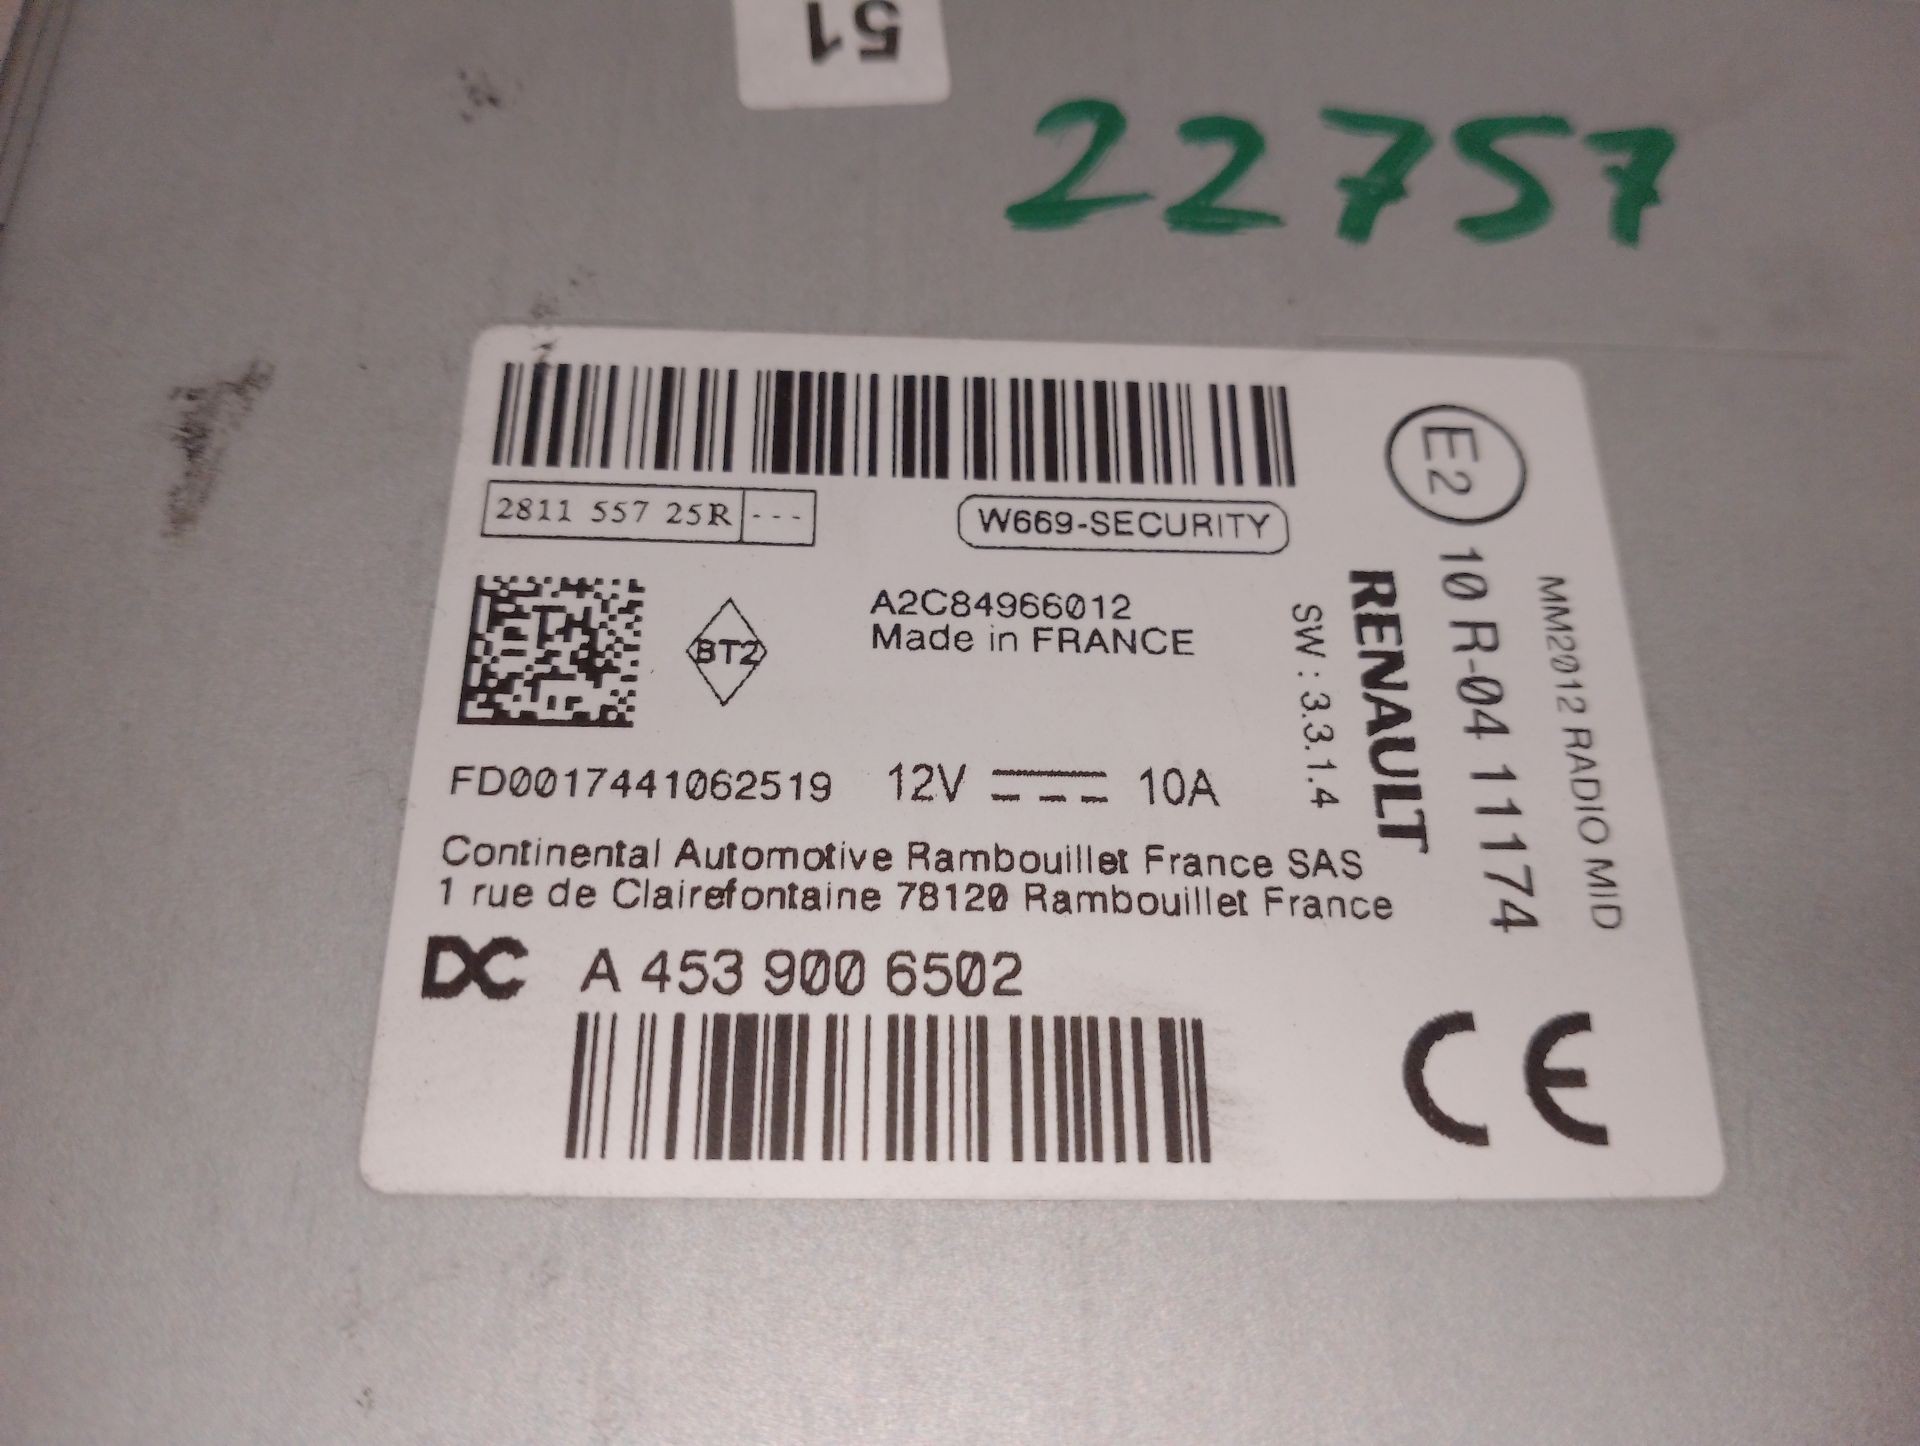 51
22757
2811 557 25R ---
W669-SECURITY
BT2
A2C84966012
Made in FRANCE
FD0017441062519 12V 10A
Continental Automotive Rambouillet France SAS
1 rue de Clairefontaine 78120 Rambouillet France
DC A 453 900 6502
SW : 3.3.1.4
RENAULT
E2 10 R-04 11174
MM2012 RADIO MID
CE